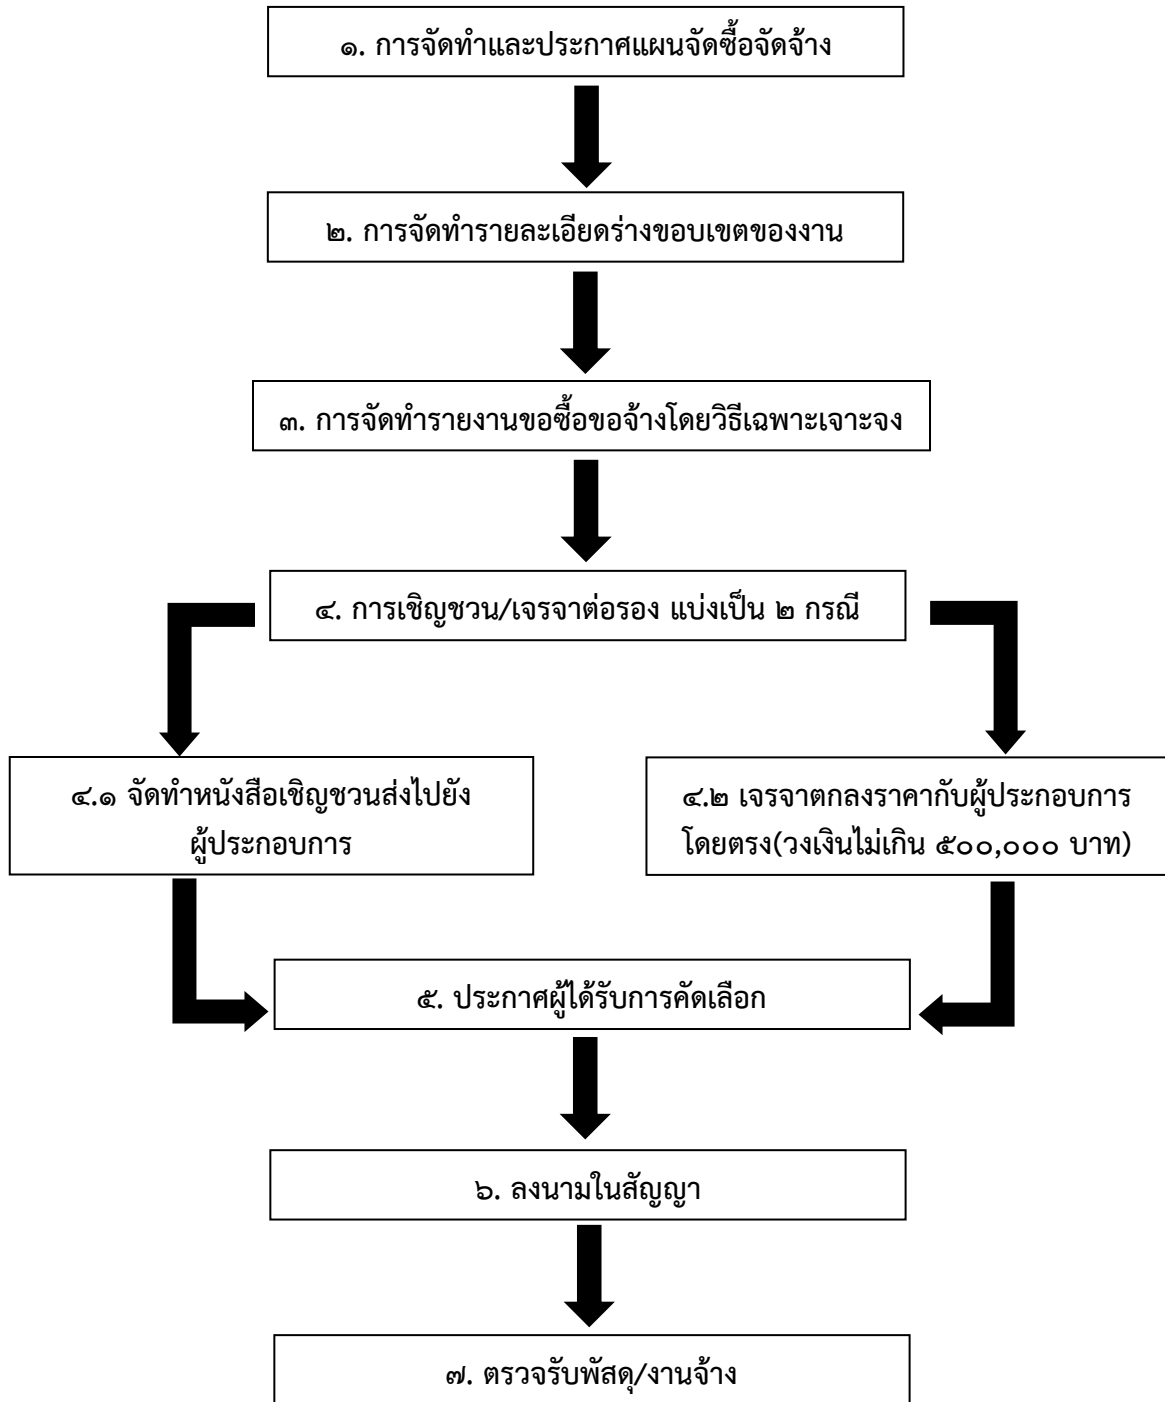 ๑. การจัดทำและประกาศแผนจัดซื้อจัดจ้าง
๒. การจัดทำรายละเอียดร่างขอบเขตของงาน
๓. การจัดทำรายงานขอซื้อขอจ้างโดยวิธีเฉพาะเจาะจง
๔. การเชิญชวน/เจรจาต่อรอง แบ่งเป็น ๒ กรณี
๔.๑ จัดทำหนังสือเชิญชวนส่งไปยัง
ผู้ประกอบการ
๔.๒ เจรจาตกลงราคากับผู้ประกอบการ
โดยตรง(วงเงินไม่เกิน ๕๐๐,๐๐๐ บาท)
๕. ประกาศผู้ได้รับการคัดเลือก
๖. ลงนามในสัญญา
๗. ตรวจรับพัสดุ/งานจ้าง